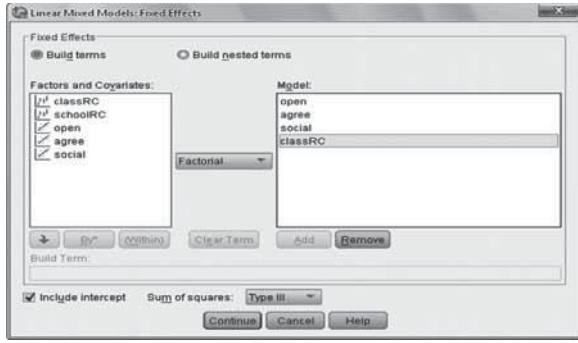 Linear Mixed Models: Fixed Effects
Fixed Effects
Build terms
Build nested terms
Factors and Covariates:
classRC
schoolRC
open
agree
social
Factorial
Model:
open
agree
social
classRC
By*
(Within)
Clear Term
Add
Remove
Build Term:
Include intercept
Sum of squares:
Type III
Continue
Cancel
Help